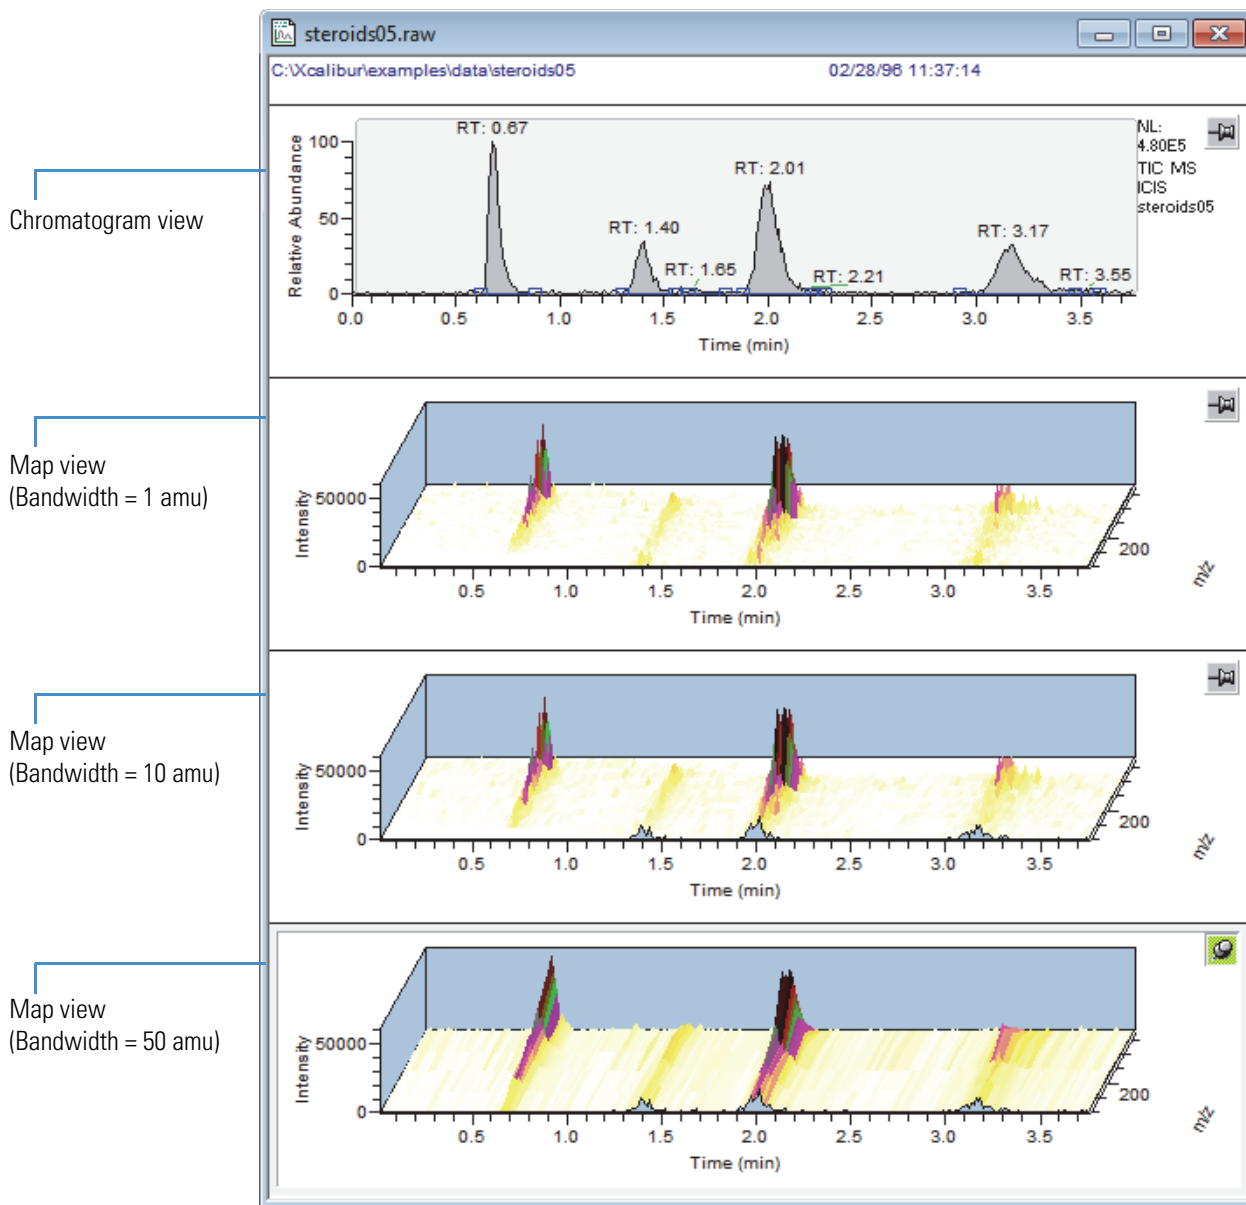 steroids05.raw
C:\Xcalibur\examples\data\steroids05 02/28/96 11:37:14
Chromatogram view
Relative Abundance
100
50
0
RT: 0.67
RT: 1.40
RT: 1.65
RT: 2.01
RT: 2.21
RT: 3.17
RT: 3.55
NL:
4.80E5
TIC MS
ICIS
steroids05
0.0 0.5 1.0 1.5 2.0 2.5 3.0 3.5
Time (min)
Map view
(Bandwidth = 1 amu)
Intensity
50000
0
0.5 1.0 1.5 2.0 2.5 3.0 3.5
Time (min)
200
m/z
Map view
(Bandwidth = 10 amu)
Intensity
50000
0
0.5 1.0 1.5 2.0 2.5 3.0 3.5
Time (min)
200
m/z
Map view
(Bandwidth = 50 amu)
Intensity
50000
0
0.5 1.0 1.5 2.0 2.5 3.0 3.5
Time (min)
200
m/z